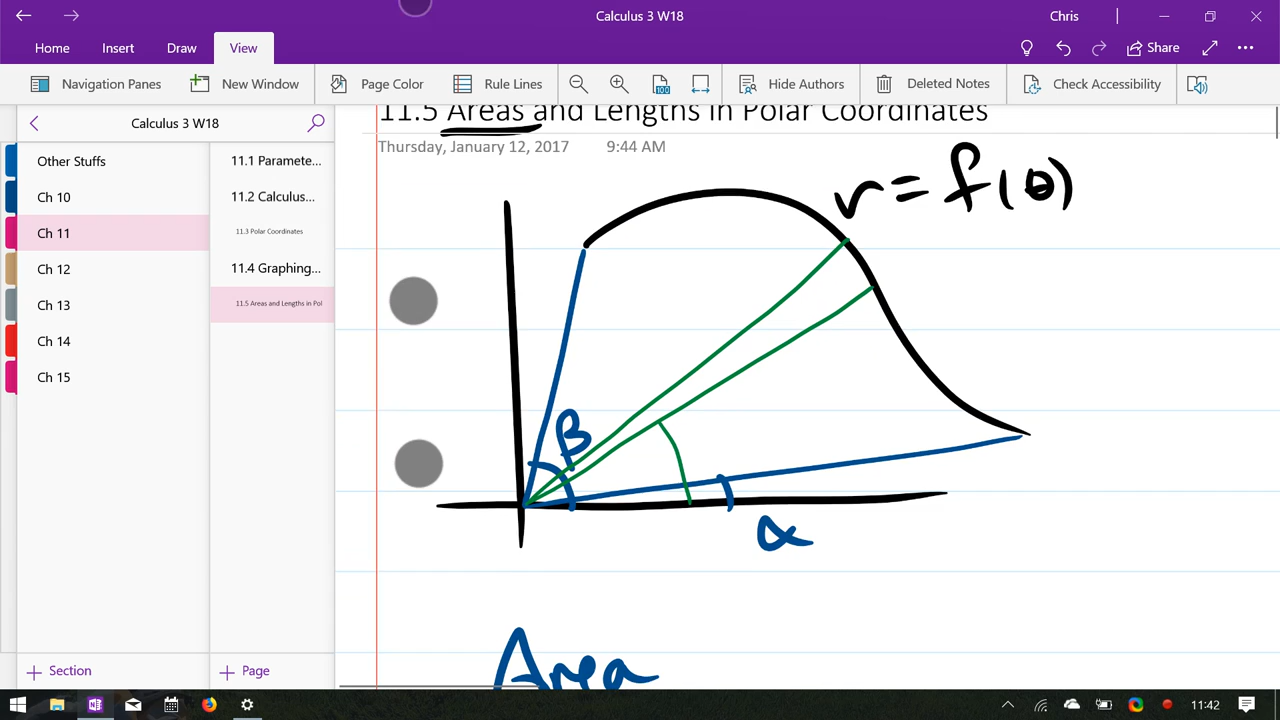 Calculus 3 W18
Chris
Home Insert Draw View
Share
Navigation Panes New Window Page Color Rule Lines 100 Hide Authors Deleted Notes Check Accessibility
Calculus 3 W18
Other Stuffs
Ch 10
Ch 11
Ch 12
Ch 13
Ch 14
Ch 15
Section
11.1 Paramete...
11.2 Calculus...
11.3 Polar Coordinates
11.4 Graphing...
11.5 Areas and Lengths in Pol
Page
11.5 Areas and Lengths in Polar Coordinates
Thursday, January 12, 2017 9:44 AM
r = f(θ)
β
α
Area
11:42